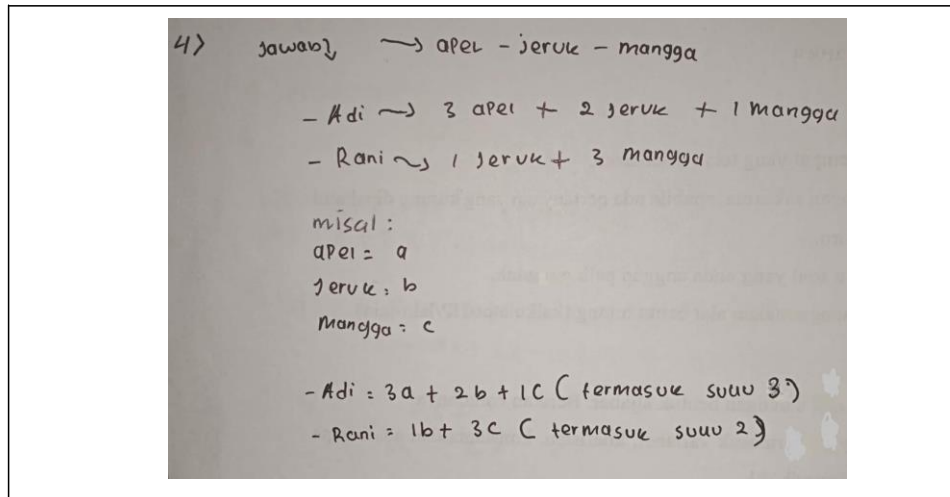 4) Jawab} → apel - jeruk - mangga
- Adi → 3 apel + 2 jeruk + 1 mangga
- Rani → 1 jeruk + 3 mangga
misal :
apel = a
jeruk : b
mangga = c
- Adi = 3a + 2b + 1c ( termasuk suku 3 )
- Rani = 1b + 3c ( termasuk suku 2 )